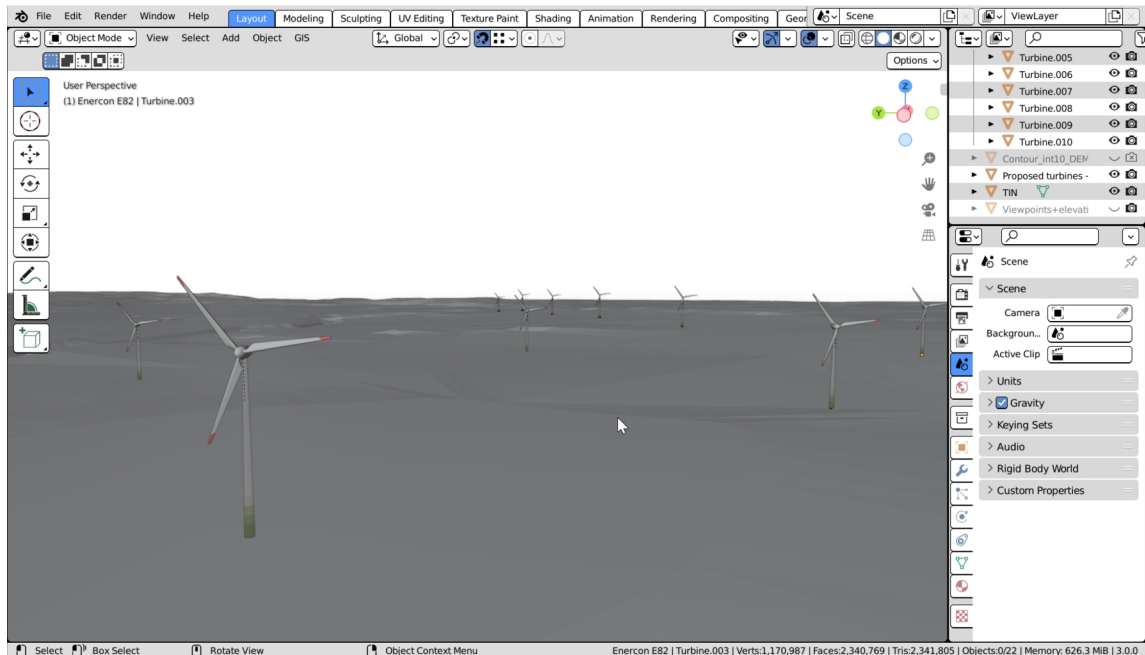 File Edit Render Window Help Layout Modeling Sculpting UV Editing Texture Paint Shading Animation Rendering Compositing Geor Scene ViewLayer
Object Mode View Select Add Object GIS Global
Options
User Perspective
(1) Enercon E82 | Turbine.003
Z
Y
Turbine.005
Turbine.006
Turbine.007
Turbine.008
Turbine.009
Turbine.010
Contour_int10_DEM
Proposed turbines -
TIN
Viewpoints+elevati
Scene
Scene
Camera
Backgroun...
Active Clip
Units
Gravity
Keying Sets
Audio
Rigid Body World
Custom Properties
Select Box Select Rotate View Object Context Menu Enercon E82 | Turbine.003 | Verts:1,170,987 | Faces:2,340,769 | Tris:2,341,805 | Objects:0/22 | Memory: 626.3 MiB | 3.0.0